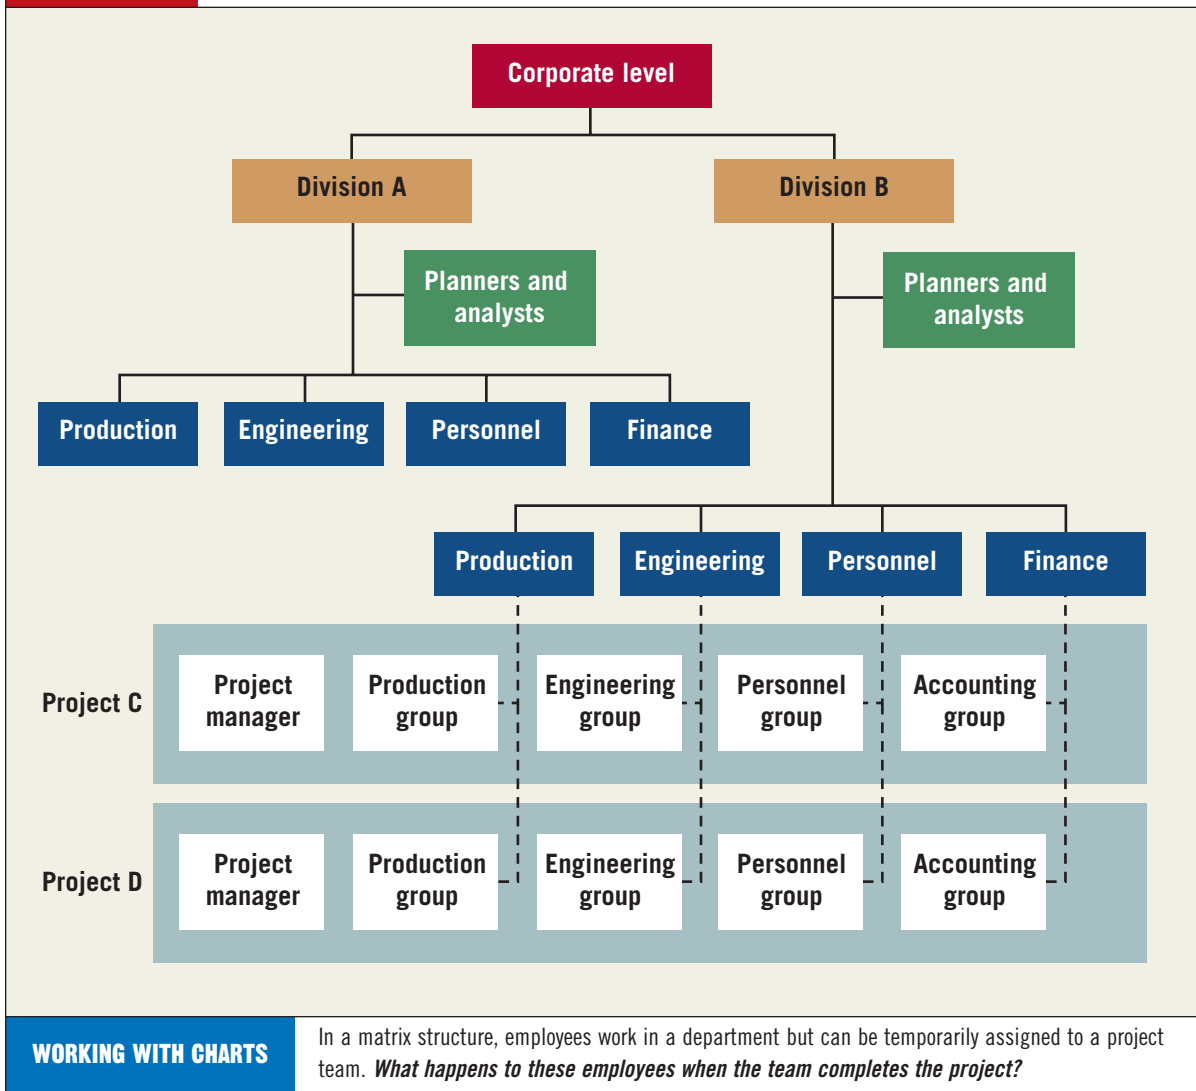 Corporate level
Division A
Division B
Planners and
analysts
Planners and
analysts
Production
Engineering
Personnel
Finance
Production
Engineering
Personnel
Finance
Project C
Project
manager
Production
group
Engineering
group
Personnel
group
Accounting
group
Project D
Project
manager
Production
group
Engineering
group
Personnel
group
Accounting
group
WORKING WITH CHARTS
In a matrix structure, employees work in a department but can be temporarily assigned to a project
team. What happens to these employees when the team completes the project?